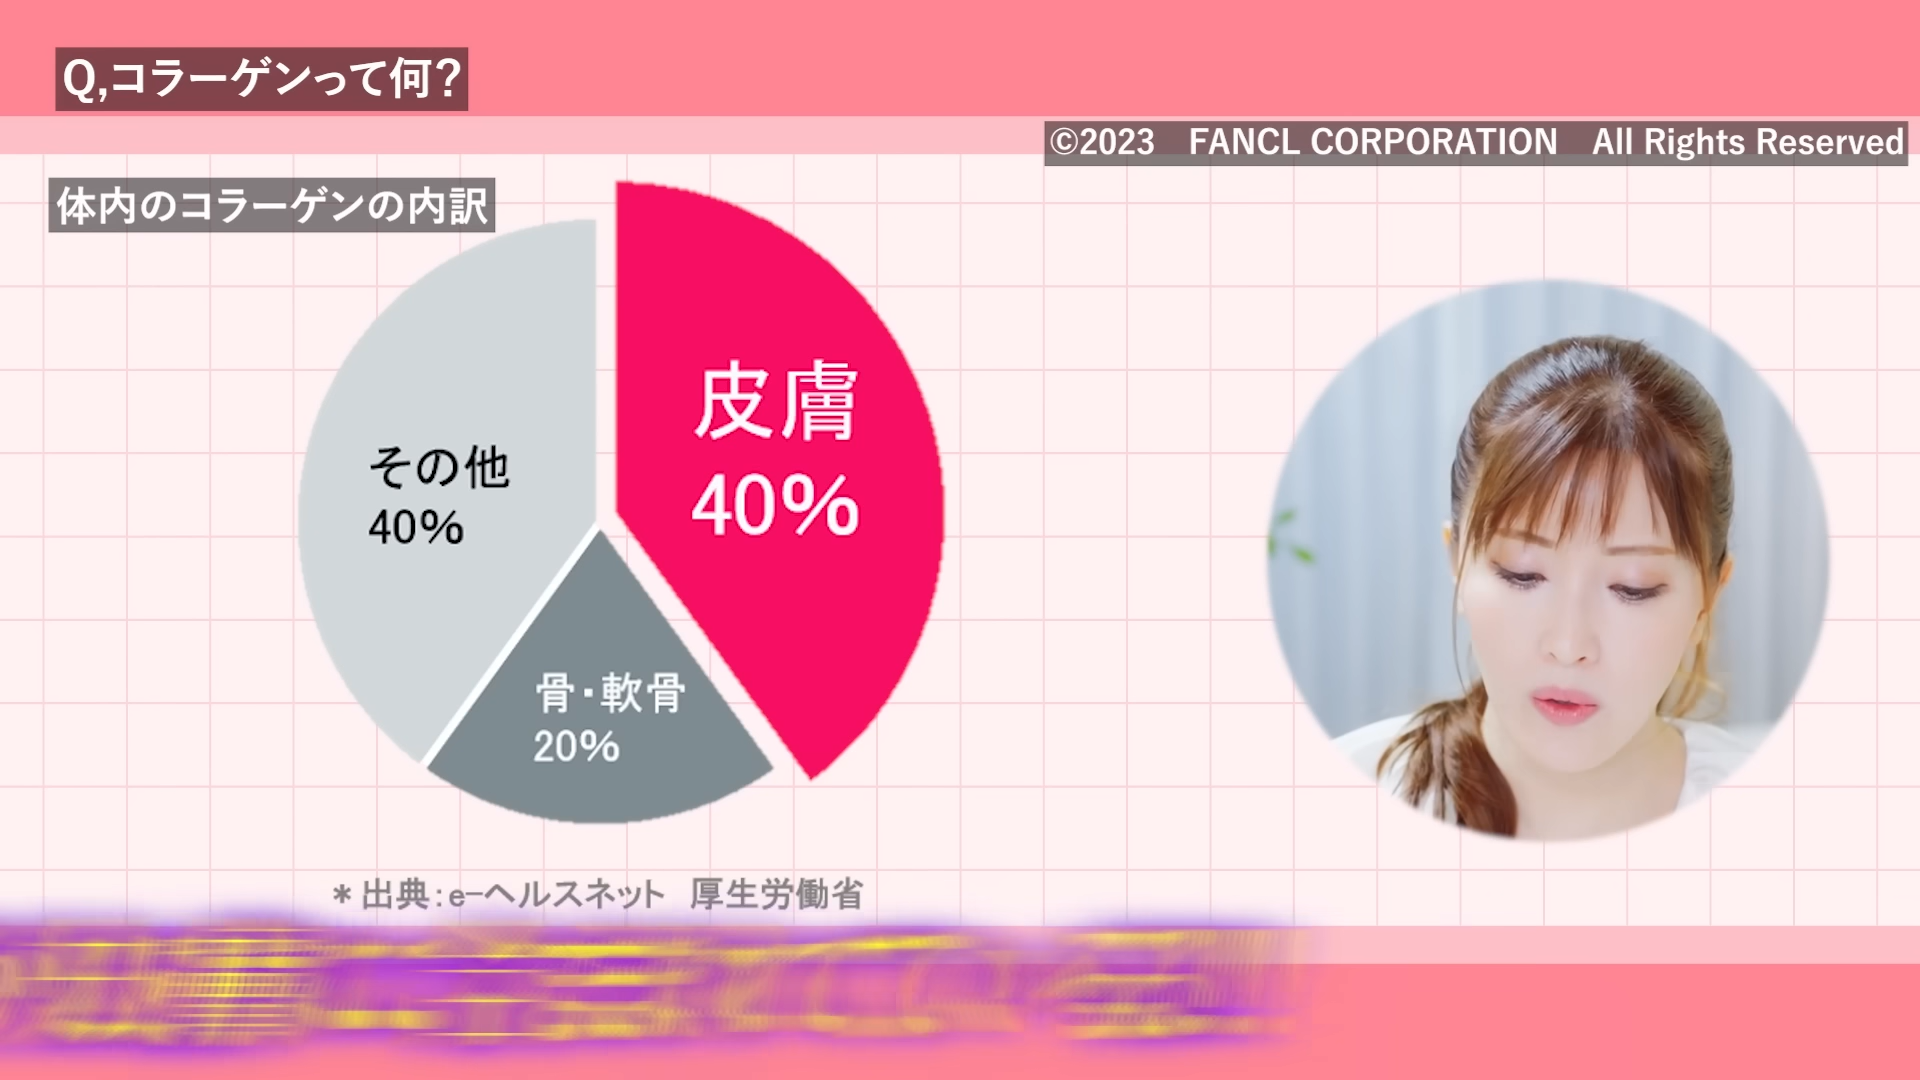 Q,コラーゲンって何？
©2023　FANCL CORPORATION　All Rights Reserved
体内のコラーゲンの内訳
皮膚
40%
その他
40%
骨・軟骨
20%
＊出典：e-ヘルスネット　厚生労働省